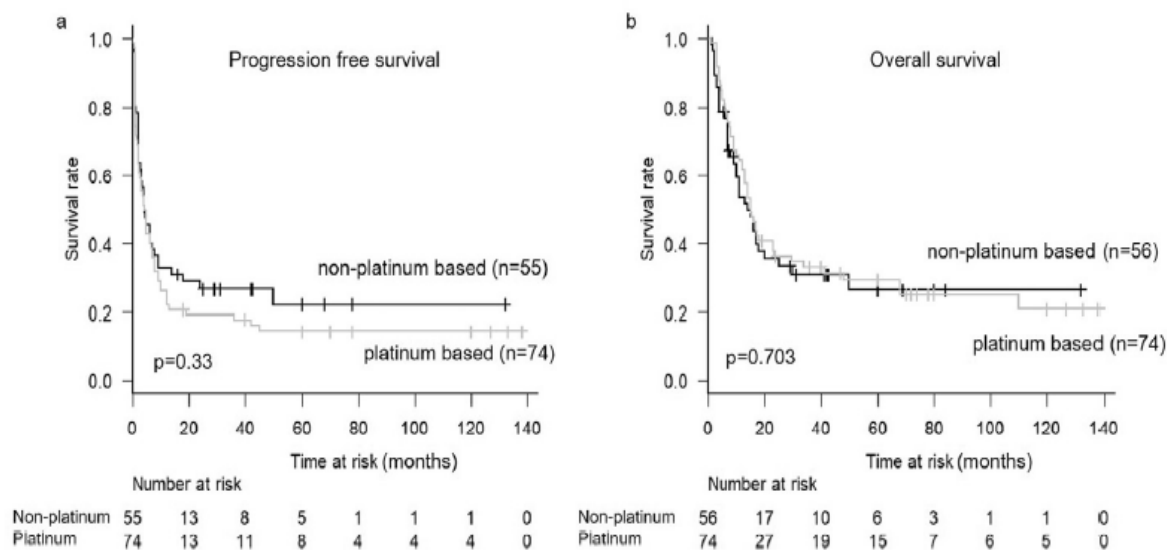 a
Progression free survival
Survival rate
1.0
0.8
0.6
0.4
0.2
0.0
non-platinum based (n=55)
platinum based (n=74)
p=0.33
0 20 40 60 80 100 120 140
Time at risk (months)
Number at risk
Non-platinum 55 13 8 5 1 1 1 0
Platinum 74 13 11 8 4 4 4 0
b
Overall survival
Survival rate
1.0
0.8
0.6
0.4
0.2
0.0
non-platinum based (n=56)
platinum based (n=74)
p=0.703
0 20 40 60 80 100 120 140
Time at risk (months)
Number at risk
Non-platinum 56 17 10 6 3 1 1 0
Platinum 74 27 19 15 7 6 5 0